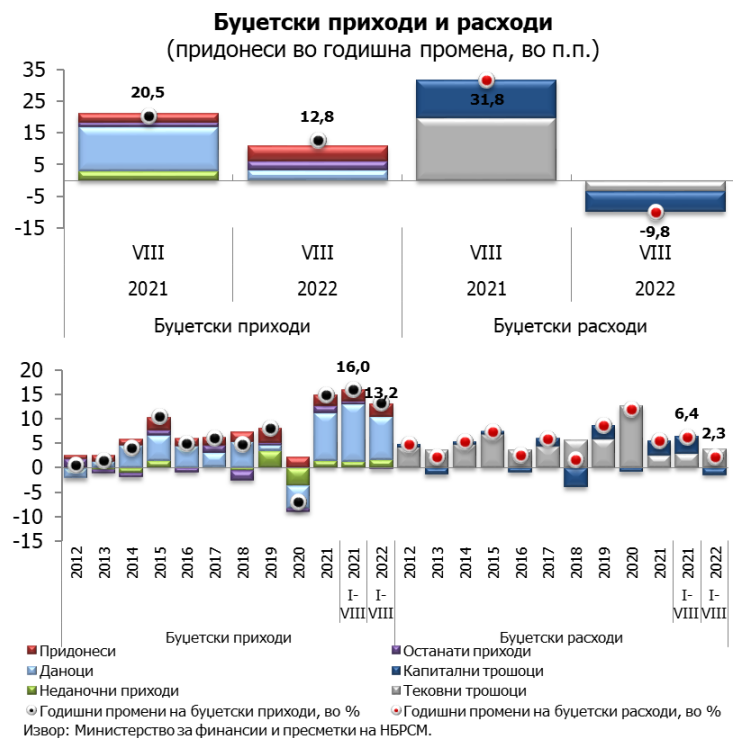 Буџетски приходи и расходи
(придонеси во годишна промена, во п.п.)
35
25
15
5
-5
-15
20,5
12,8
31,8
-9,8
VIII VIII VIII VIII
2021 2022 2021 2022
Буџетски приходи Буџетски расходи
20
15
10
5
0
-5
-10
-15
16,0
13,2
6,4
2,3
2012 2013 2014 2015 2016 2017 2018 2019 2020 2021 2021 I-VIII 2022 I-VIII 2012 2013 2014 2015 2016 2017 2018 2019 2020 2021 2021 I-VIII 2022 I-VIII
Буџетски приходи Буџетски расходи
Придонеси Останати приходи
Даноци Капитални трошоци
Неданочни приходи Тековни трошоци
Годишни промени на буџетски приходи, во % Годишни промени на буџетски расходи, во %
Извор: Министерство за финансии и пресметки на НБРСМ.